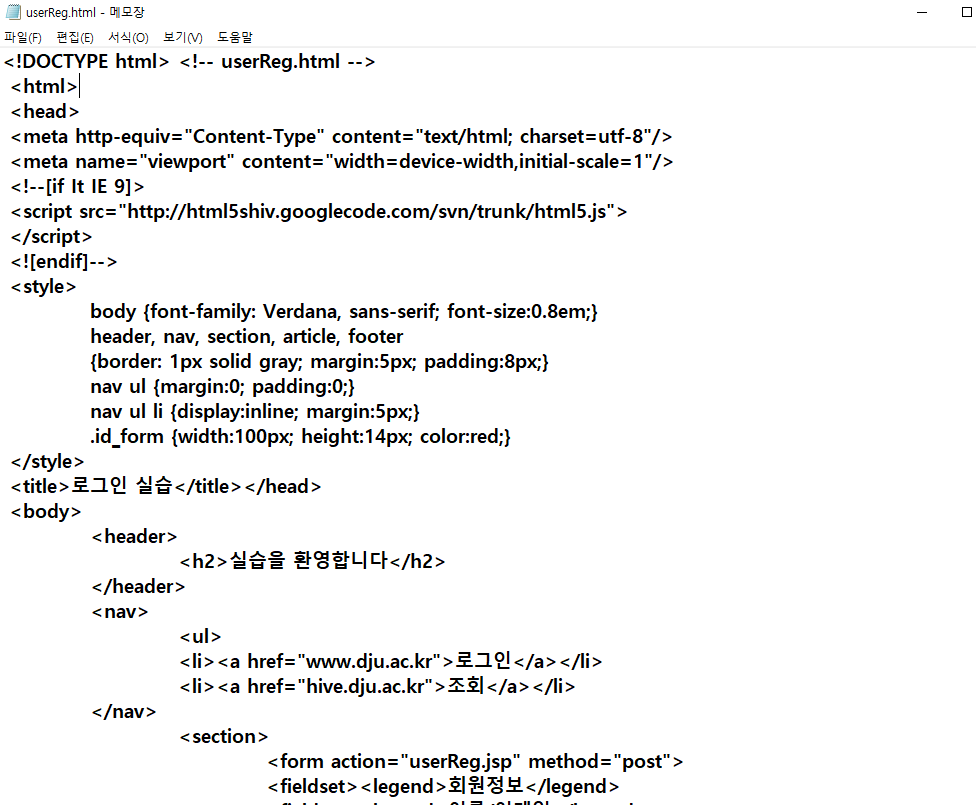 userReg.html - 메모장
파일(F) 편집(E) 서식(O) 보기(V) 도움말
<!DOCTYPE html> <!-- userReg.html -->
<html>
<head>
<meta http-equiv="Content-Type" content="text/html; charset=utf-8"/>
<meta name="viewport" content="width=device-width,initial-scale=1"/>
<!--[if It IE 9]>
<script src="http://html5shiv.googlecode.com/svn/trunk/html5.js">
</script>
<![endif]-->
<style>
body {font-family: Verdana, sans-serif; font-size:0.8em;}
header, nav, section, article, footer
{border: 1px solid gray; margin:5px; padding:8px;}
nav ul {margin:0; padding:0;}
nav ul li {display:inline; margin:5px;}
.id_form {width:100px; height:14px; color:red;}
</style>
<title>로그인 실습</title></head>
<body>
<header>
<h2>실습을 환영합니다</h2>
</header>
<nav>
<ul>
<li><a href="www.dju.ac.kr">로그인</a></li>
<li><a href="hive.dju.ac.kr">조회</a></li>
</nav>
<section>
<form action="userReg.jsp" method="post">
<fieldset><legend>회원정보</legend>